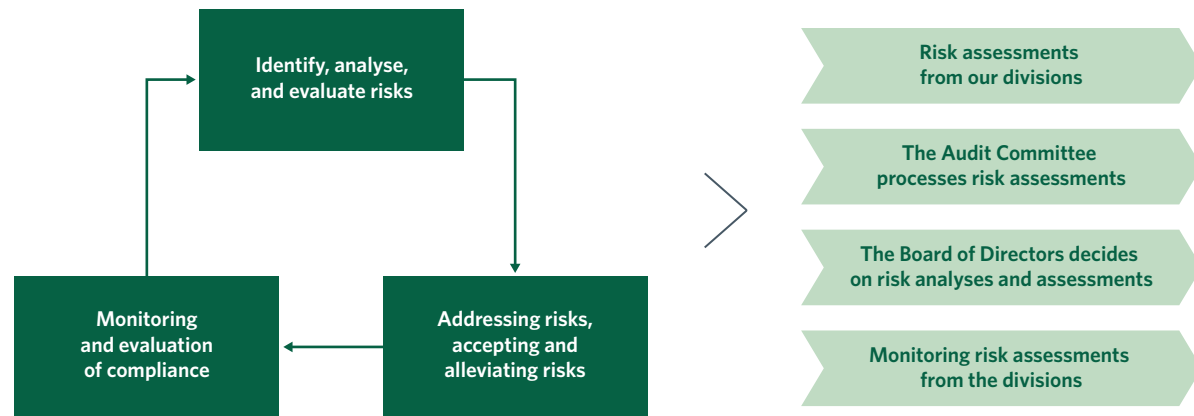 Identify, analyse,
and evaluate risks
Monitoring
and evaluation
of compliance
Addressing risks,
accepting and
alleviating risks
Risk assessments
from our divisions
The Audit Committee
processes risk assessments
The Board of Directors decides
on risk analyses and assessments
Monitoring risk assessments
from the divisions